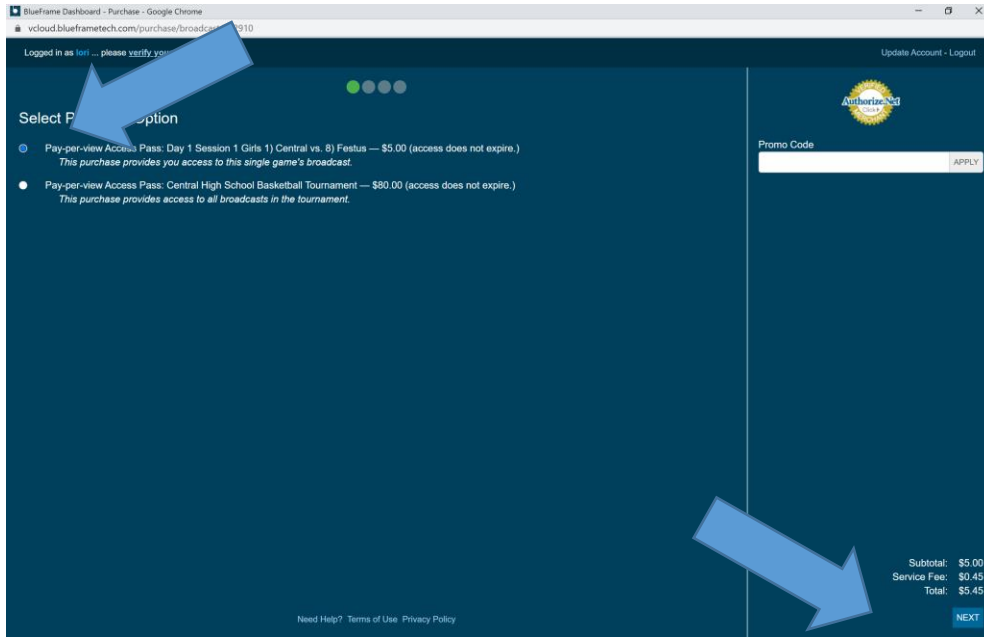 BlueFrame Dashboard - Purchase - Google Chrome
vcloud.blueframetech.com/purchase/broadcast 910
Logged in as lori ... please verify your
Update Account - Logout
Select P Option
Pay-per-view Access Pass: Day 1 Session 1 Girls 1) Central vs. 8) Festus — $5.00 (access does not expire.)
This purchase provides you access to this single game's broadcast.
Pay-per-view Access Pass: Central High School Basketball Tournament — $80.00 (access does not expire.)
This purchase provides access to all broadcasts in the tournament.
Authorize.Net
Click
Promo Code
APPLY
Subtotal: $5.00
Service Fee: $0.45
Total: $5.45
NEXT
Need Help? Terms of Use Privacy Policy